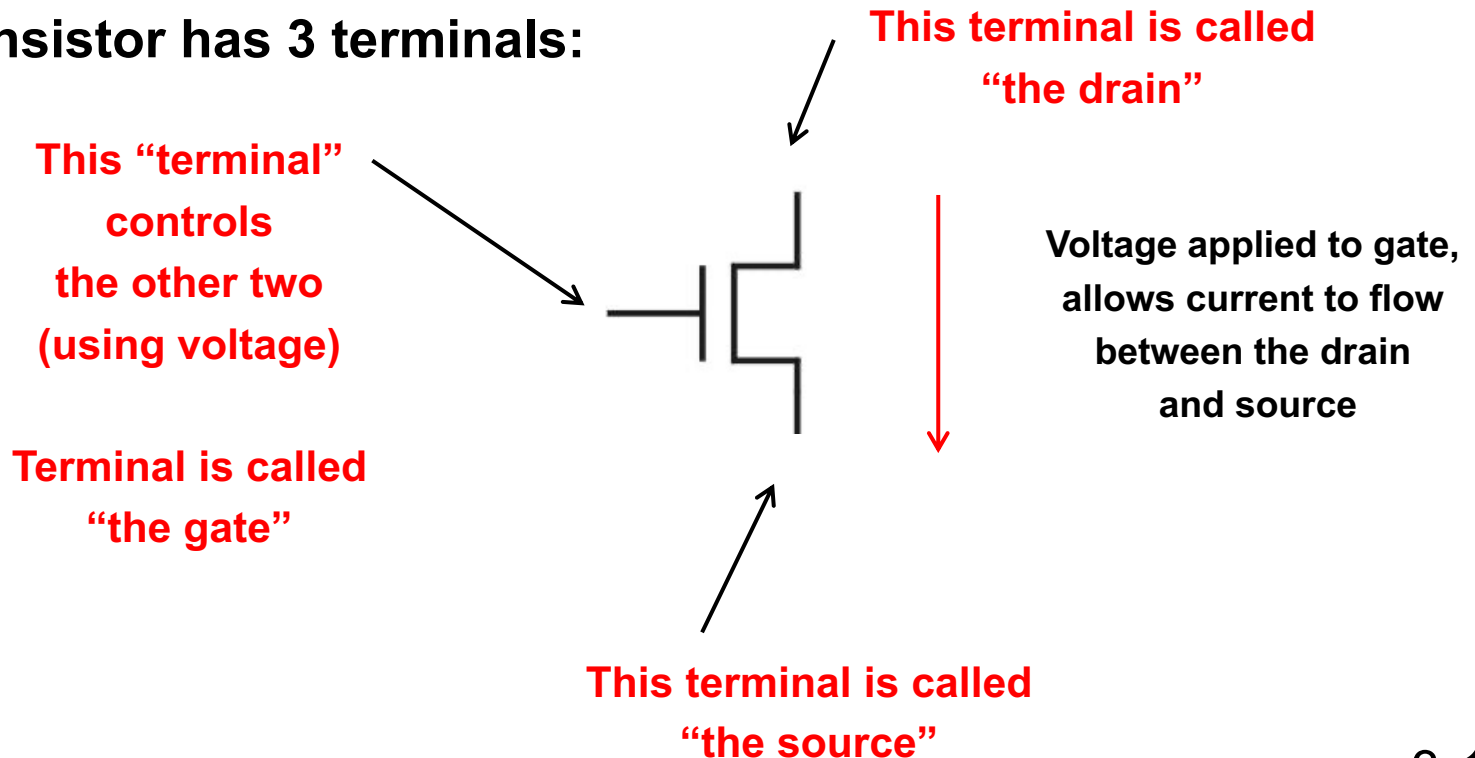 nsistor has 3 terminals:
This terminal is called
“the drain”
This “terminal”
controls
the other two
(using voltage)
Voltage applied to gate,
allows current to flow
between the drain
and source
Terminal is called
“the gate”
This terminal is called
“the source”